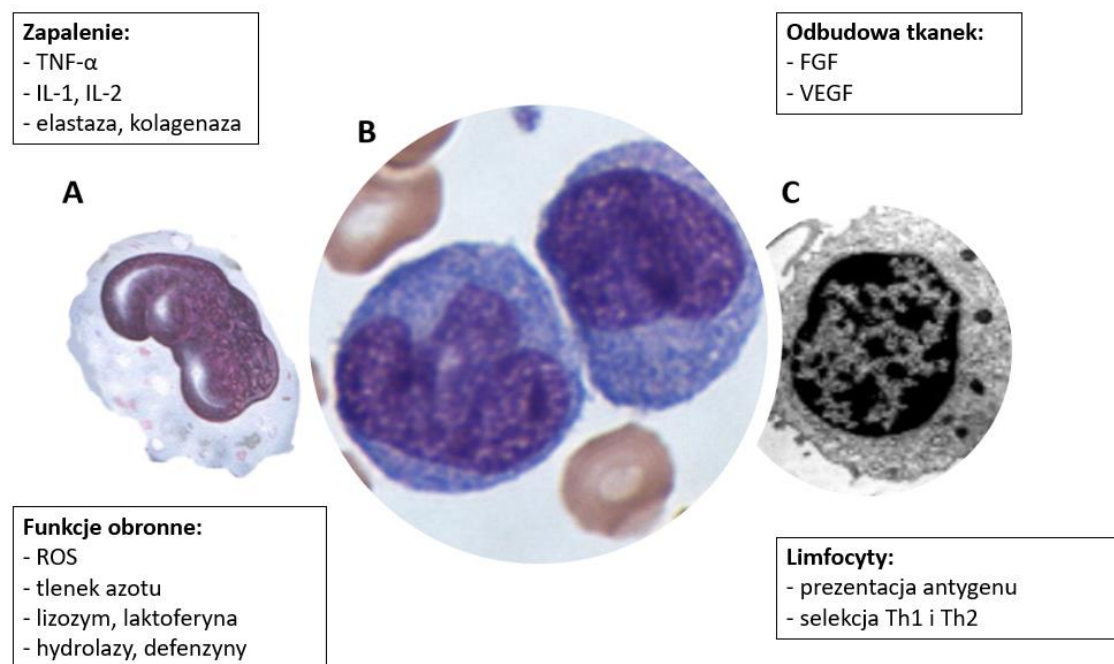 Zapalenie:
- TNF-α
- IL-1, IL-2
- elastaza, kolagenaza
Odbudowa tkanek:
- FGF
- VEGF
A
B
C
Funkcje obronne:
- ROS
- tlenek azotu
- lizozym, laktoferyna
- hydrolazy, defenzyny
Limfocyty:
- prezentacja antygenu
- selekcja Th1 i Th2